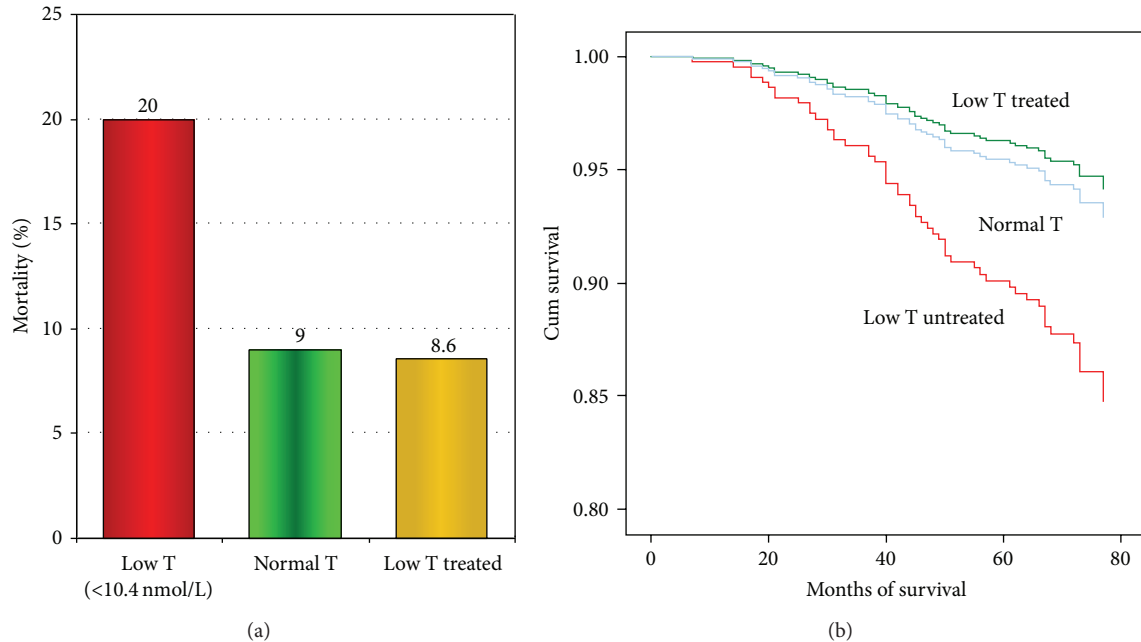 25
20
15
10
5
0
Mortality (%)
20
9
8.6
Low T
(<10.4 nmol/L)
Normal T
Low T treated
(a)
1.00
0.95
0.90
0.85
0.80
Cum survival
Low T treated
Normal T
Low T untreated
0
20
40
60
80
Months of survival
(b)